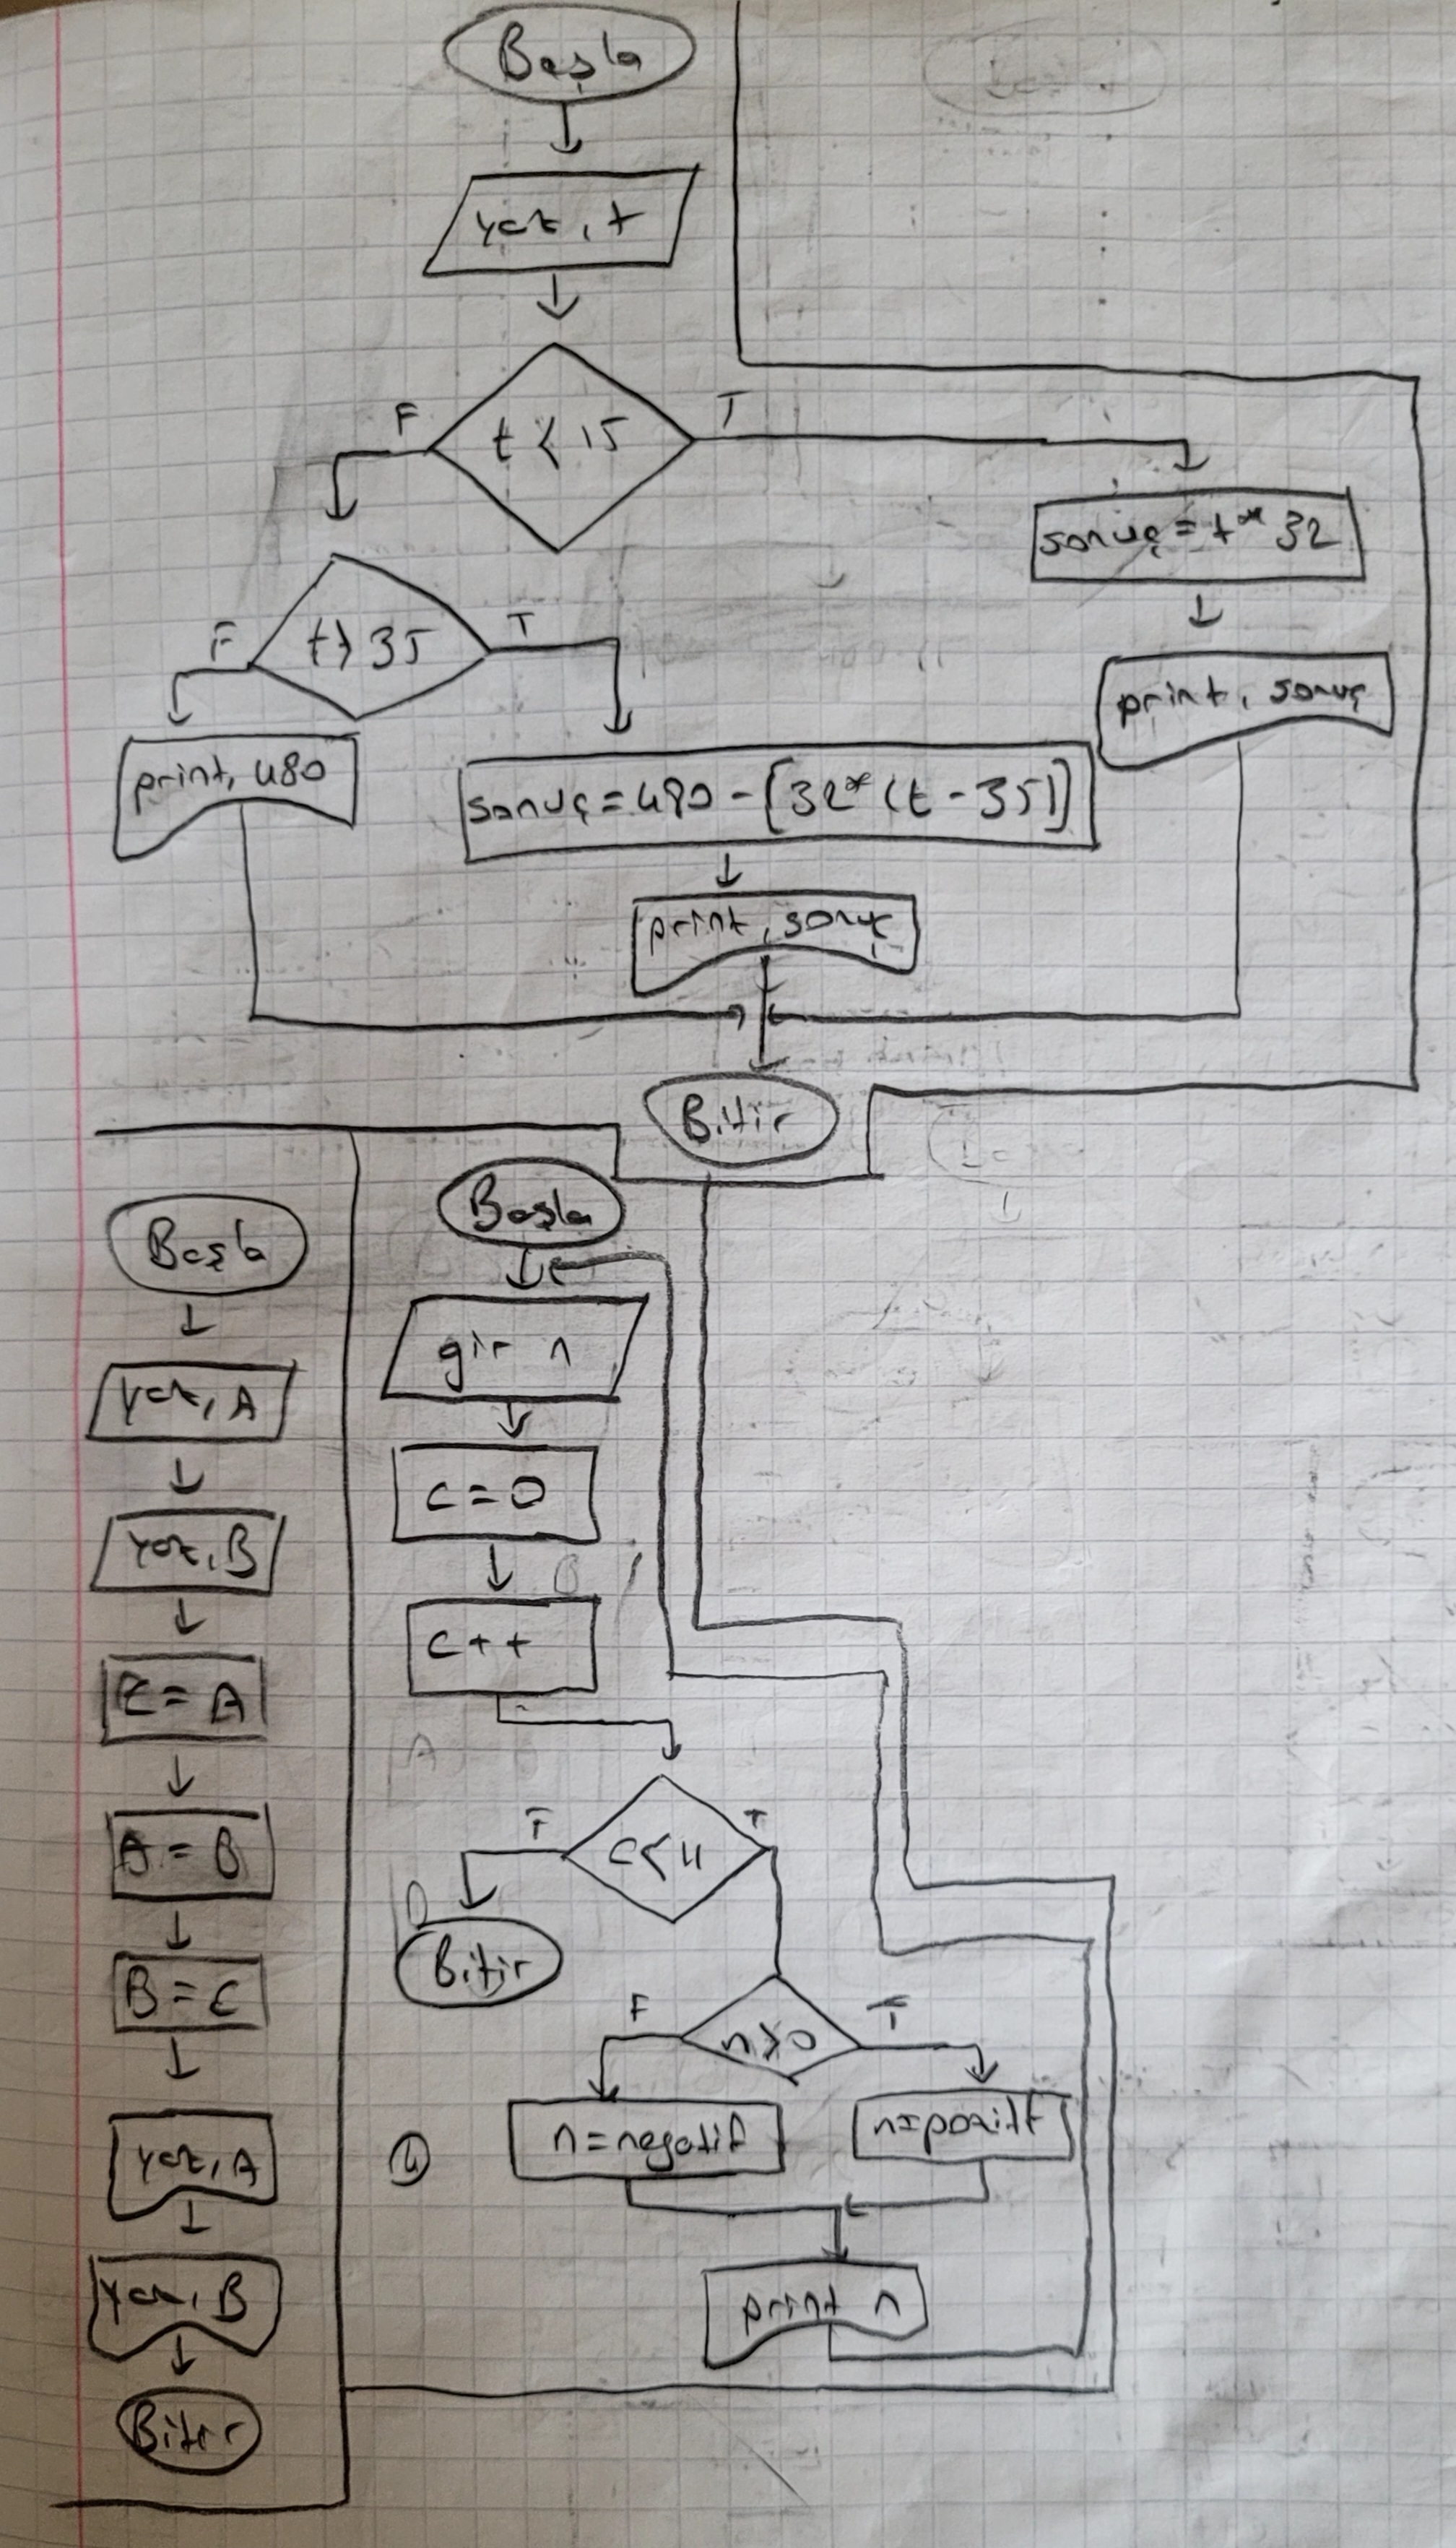 Başla
yaz, t
F
t < 15
T
sonuç = t * 32
print, sonuç
F
t > 35
T
print, 480
sonuç = 480 - [32*(t - 35)]
print, sonuç
Bitir
Başla
yaz, A
yaz, B
C = A
A = B
B = C
yaz, A
yaz, B
Bitir
Başla
gir n
c = 0
c++
F
c < 11
T
Bitir
F
n > 0
T
n = negatif
n = pozitif
print n